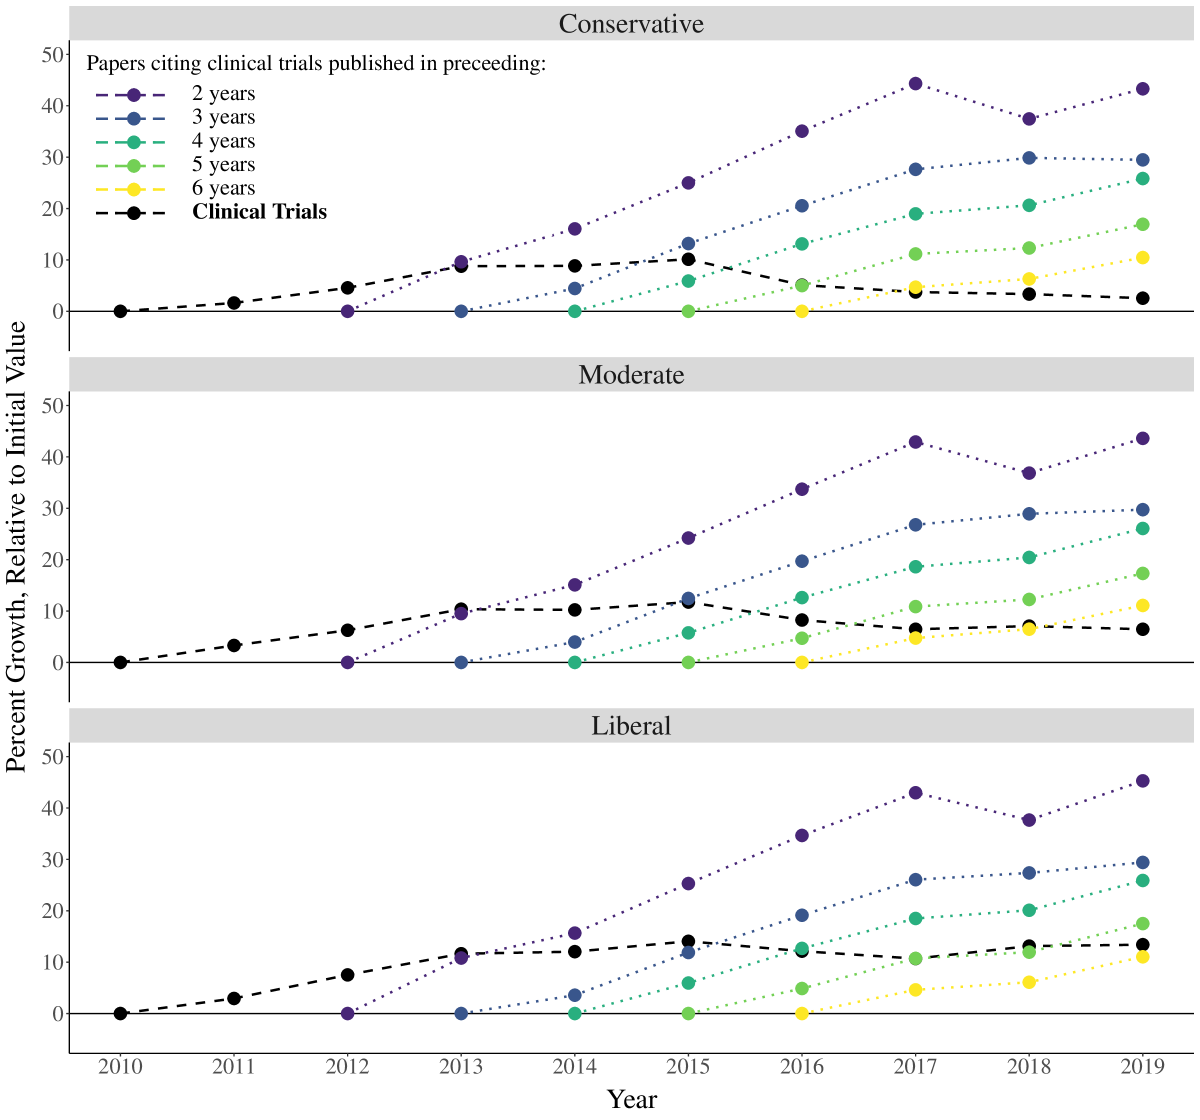 Conservative
Papers citing clinical trials published in preceeding:
2 years
3 years
4 years
5 years
6 years
Clinical Trials
50
40
30
20
10
0
Moderate
50
40
30
20
10
0
Percent Growth, Relative to Initial Value
Liberal
50
40
30
20
10
0
2010 2011 2012 2013 2014 2015 2016 2017 2018 2019
Year